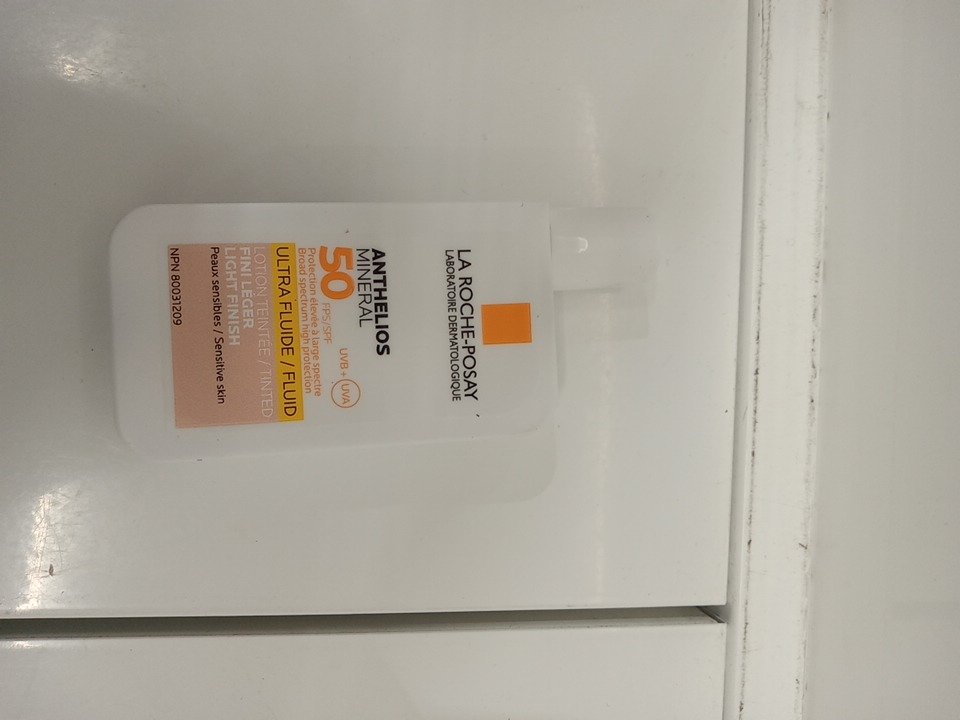 LA ROCHE-POSAY
LABORATOIRE DERMATOLOGIQUE
ANTHELIOS
MINERAL
50 FPS/SPF
UVB + UVA
Protection élevée à large spectre
Broad spectrum high protection
ULTRA FLUIDE / FLUID
LOTION TEINTÉE / TINTED
FINI LÉGER
LIGHT FINISH
Peaux sensibles / Sensitive skin
NPN 80031209